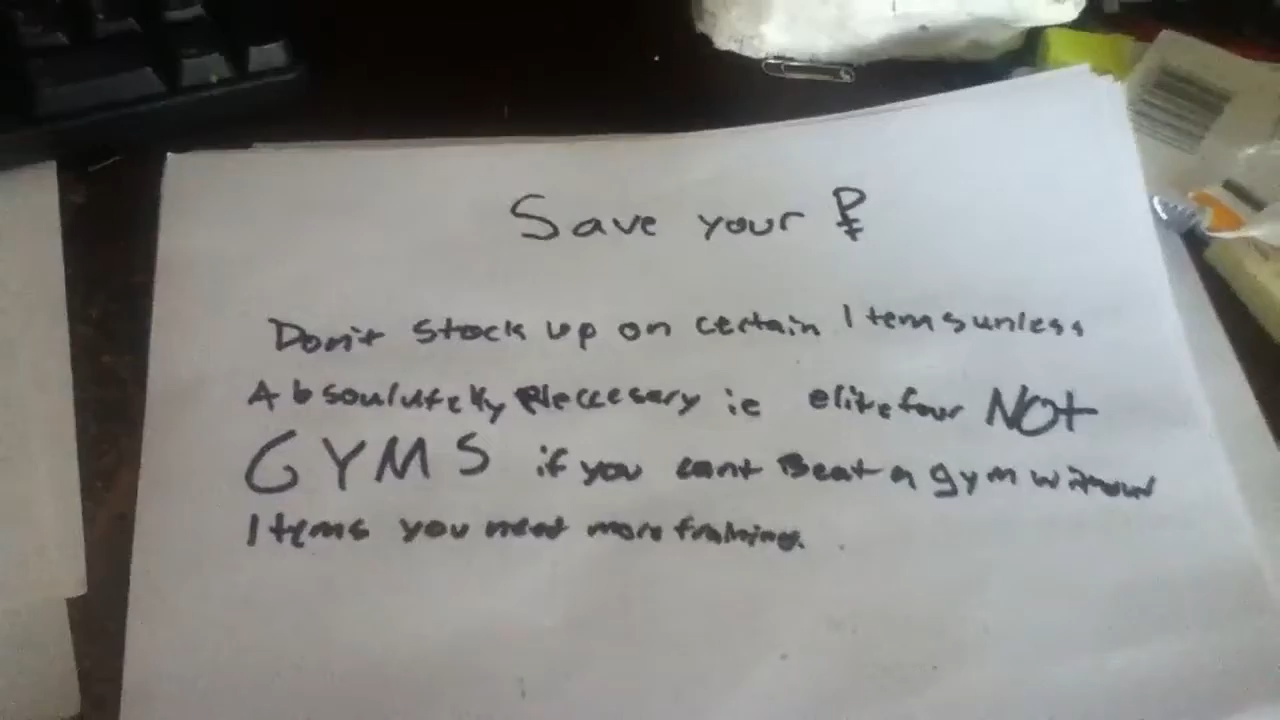 Save your ₽
Don't stock up on certain Items unless
Absoulutely Neccesary ie elite four NOT
GYMS if you cant Beat a gym without
Items you need more training.